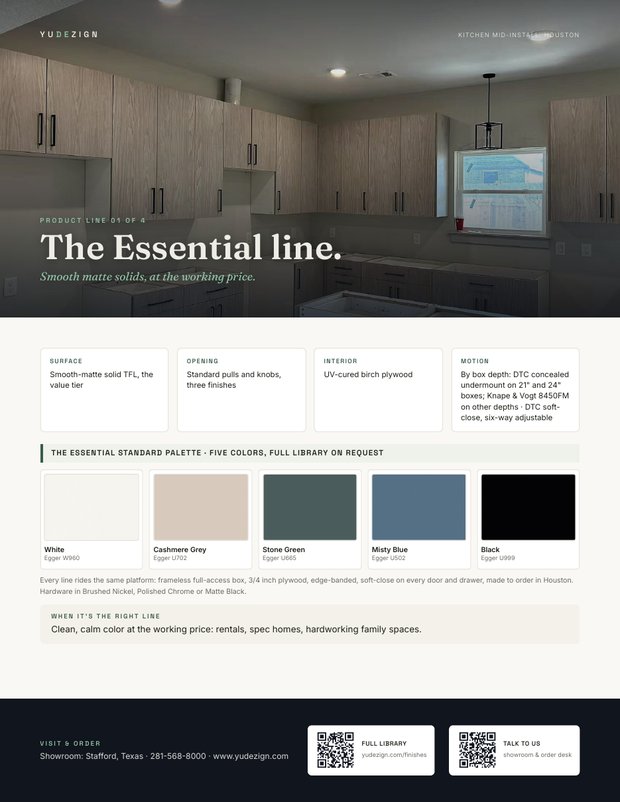 YUDEZIGN
KITCHEN MID-INSTALL, HOUSTON
PRODUCT LINE 01 OF 4
The Essential line.
Smooth matte solids, at the working price.
SURFACE
Smooth-matte solid TFL, the
value tier
OPENING
Standard pulls and knobs,
three finishes
INTERIOR
UV-cured birch plywood
MOTION
By box depth: DTC concealed
undermount on 21" and 24"
boxes; Knape & Vogt 8450FM
on other depths · DTC soft-
close, six-way adjustable
THE ESSENTIAL STANDARD PALETTE · FIVE COLORS, FULL LIBRARY ON REQUEST
White
Egger W960
Cashmere Grey
Egger U702
Stone Green
Egger U665
Misty Blue
Egger U502
Black
Egger U999
Every line rides the same platform: frameless full-access box, 3/4 inch plywood, edge-banded, soft-close on every door and drawer, made to order in Houston.
Hardware in Brushed Nickel, Polished Chrome or Matte Black.
WHEN IT'S THE RIGHT LINE
Clean, calm color at the working price: rentals, spec homes, hardworking family spaces.
VISIT & ORDER
Showroom: Stafford, Texas · 281-568-8000 · www.yudezign.com
FULL LIBRARY
yudezign.com/finishes
TALK TO US
showroom & order desk